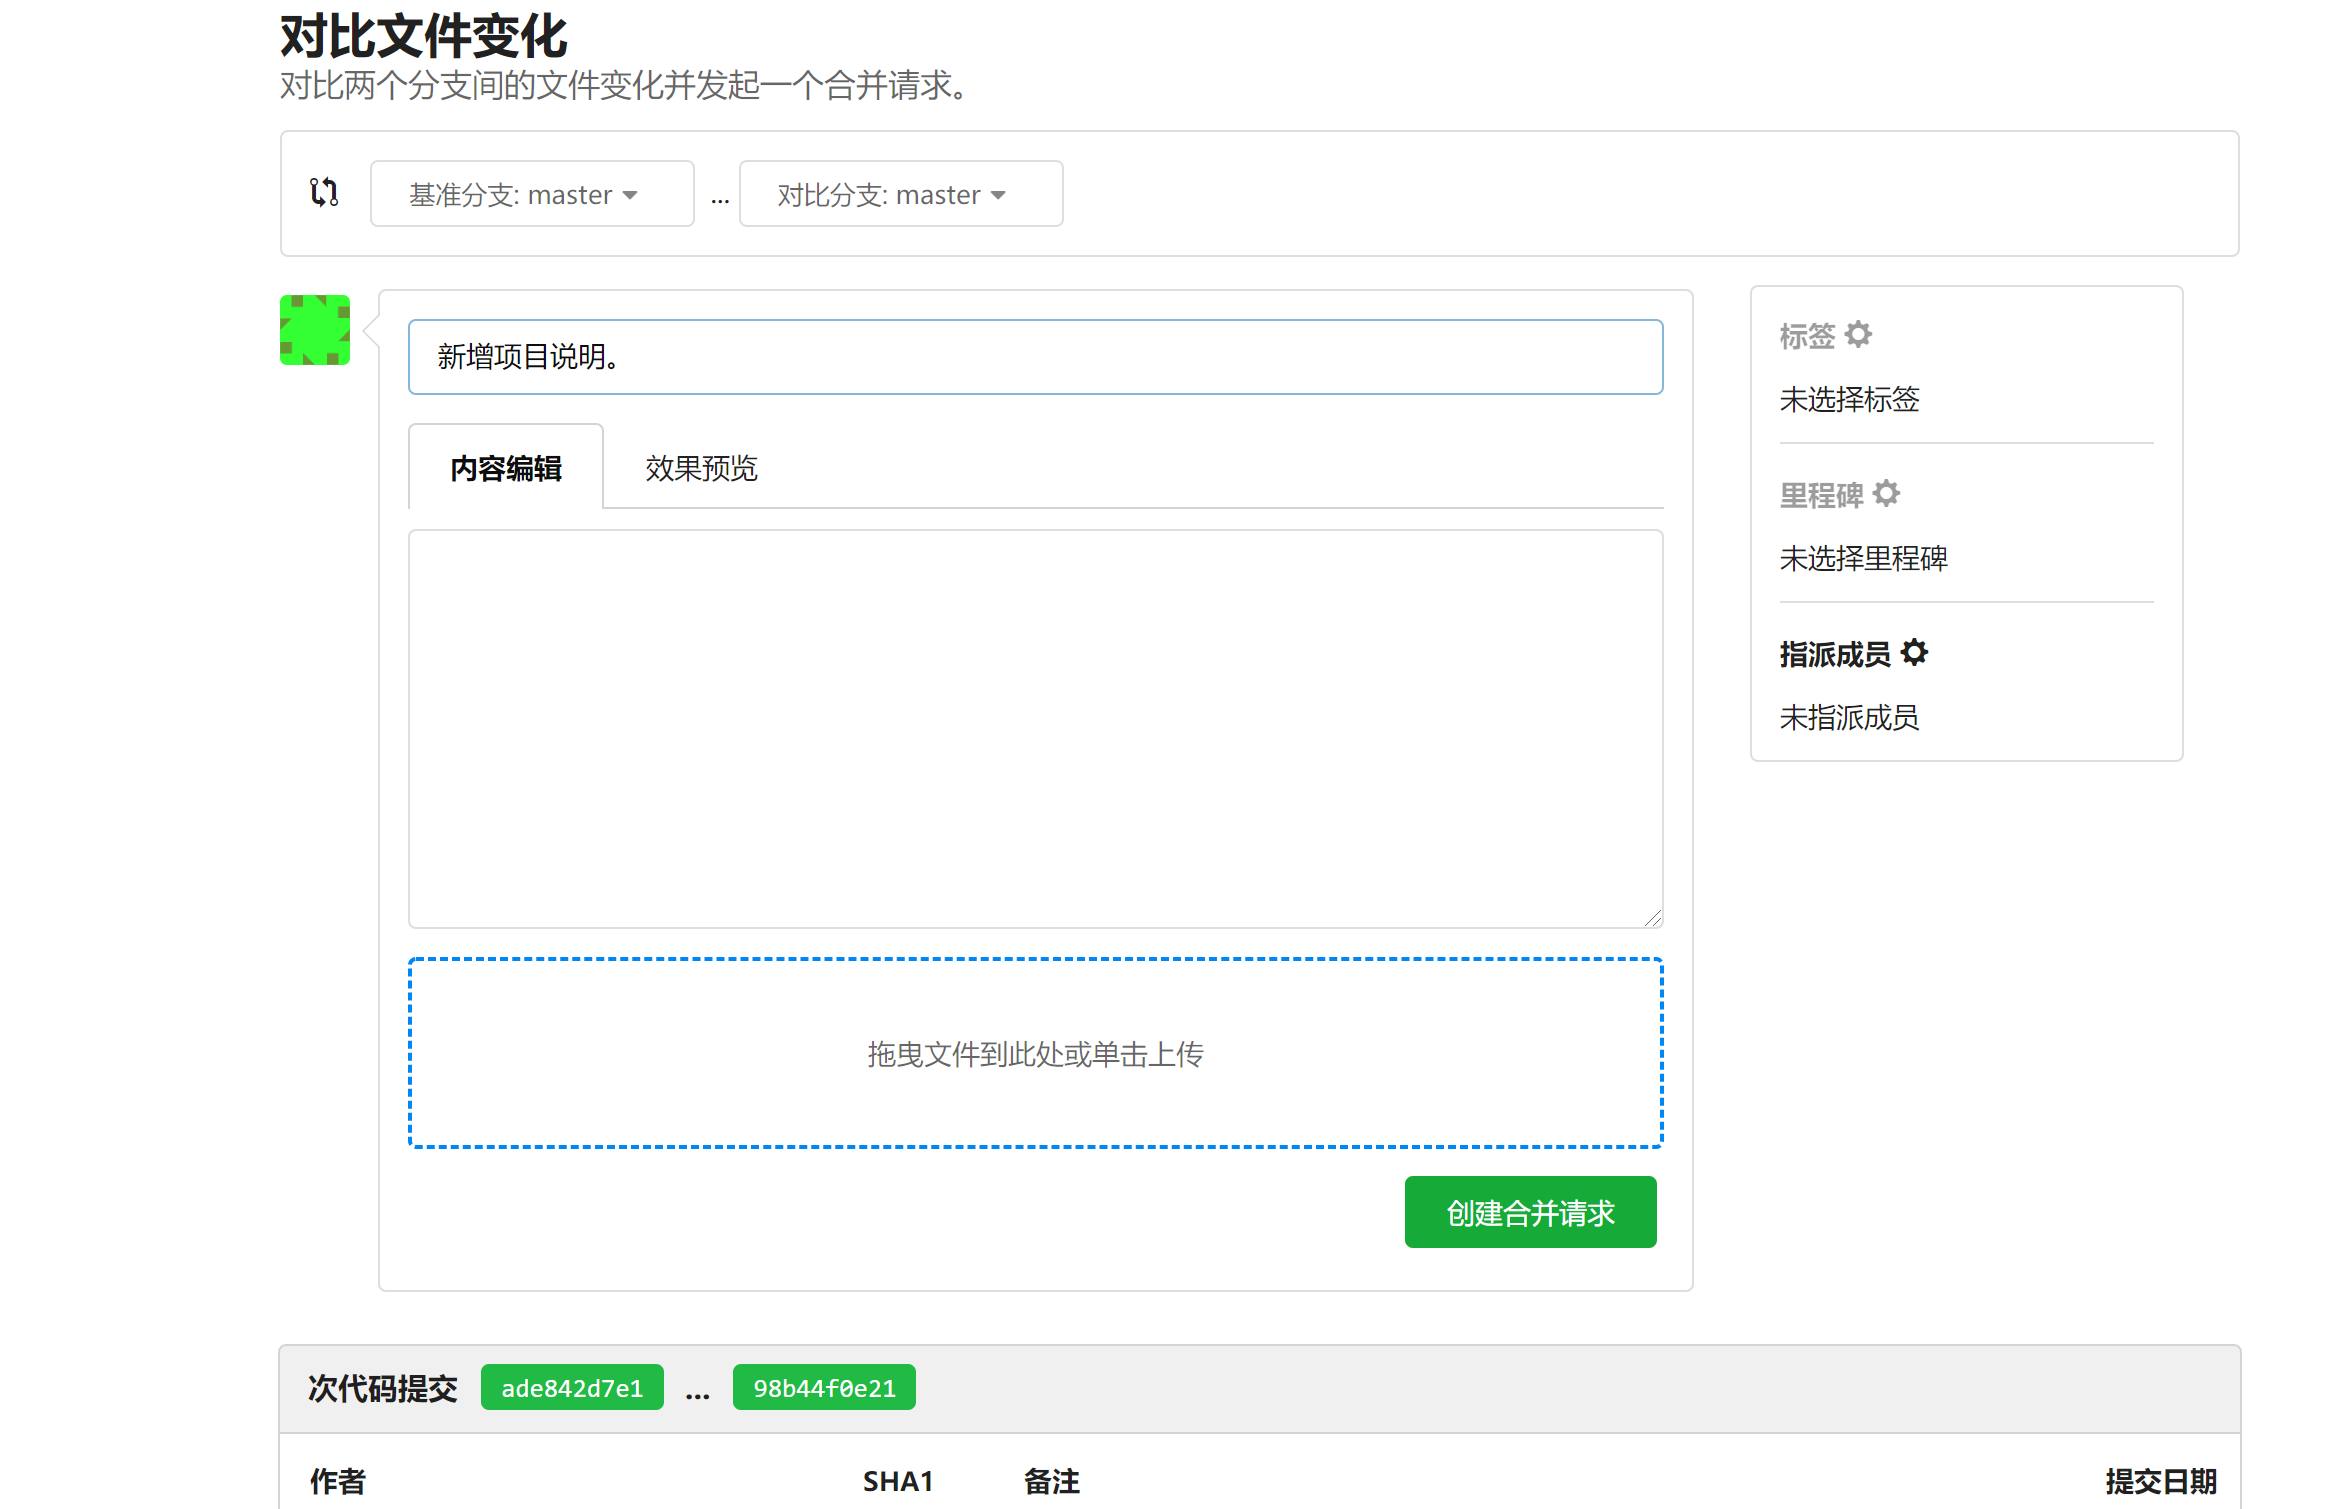 对比文件变化
对比两个分支间的文件变化并发起一个合并请求。
基准分支: master ... 对比分支: master
新增项目说明。
内容编辑 效果预览
拖曳文件到此处或单击上传
创建合并请求
标签
未选择标签
里程碑
未选择里程碑
指派成员
未指派成员
次代码提交 ade842d7e1 ... 98b44f0e21
作者 SHA1 备注 提交日期